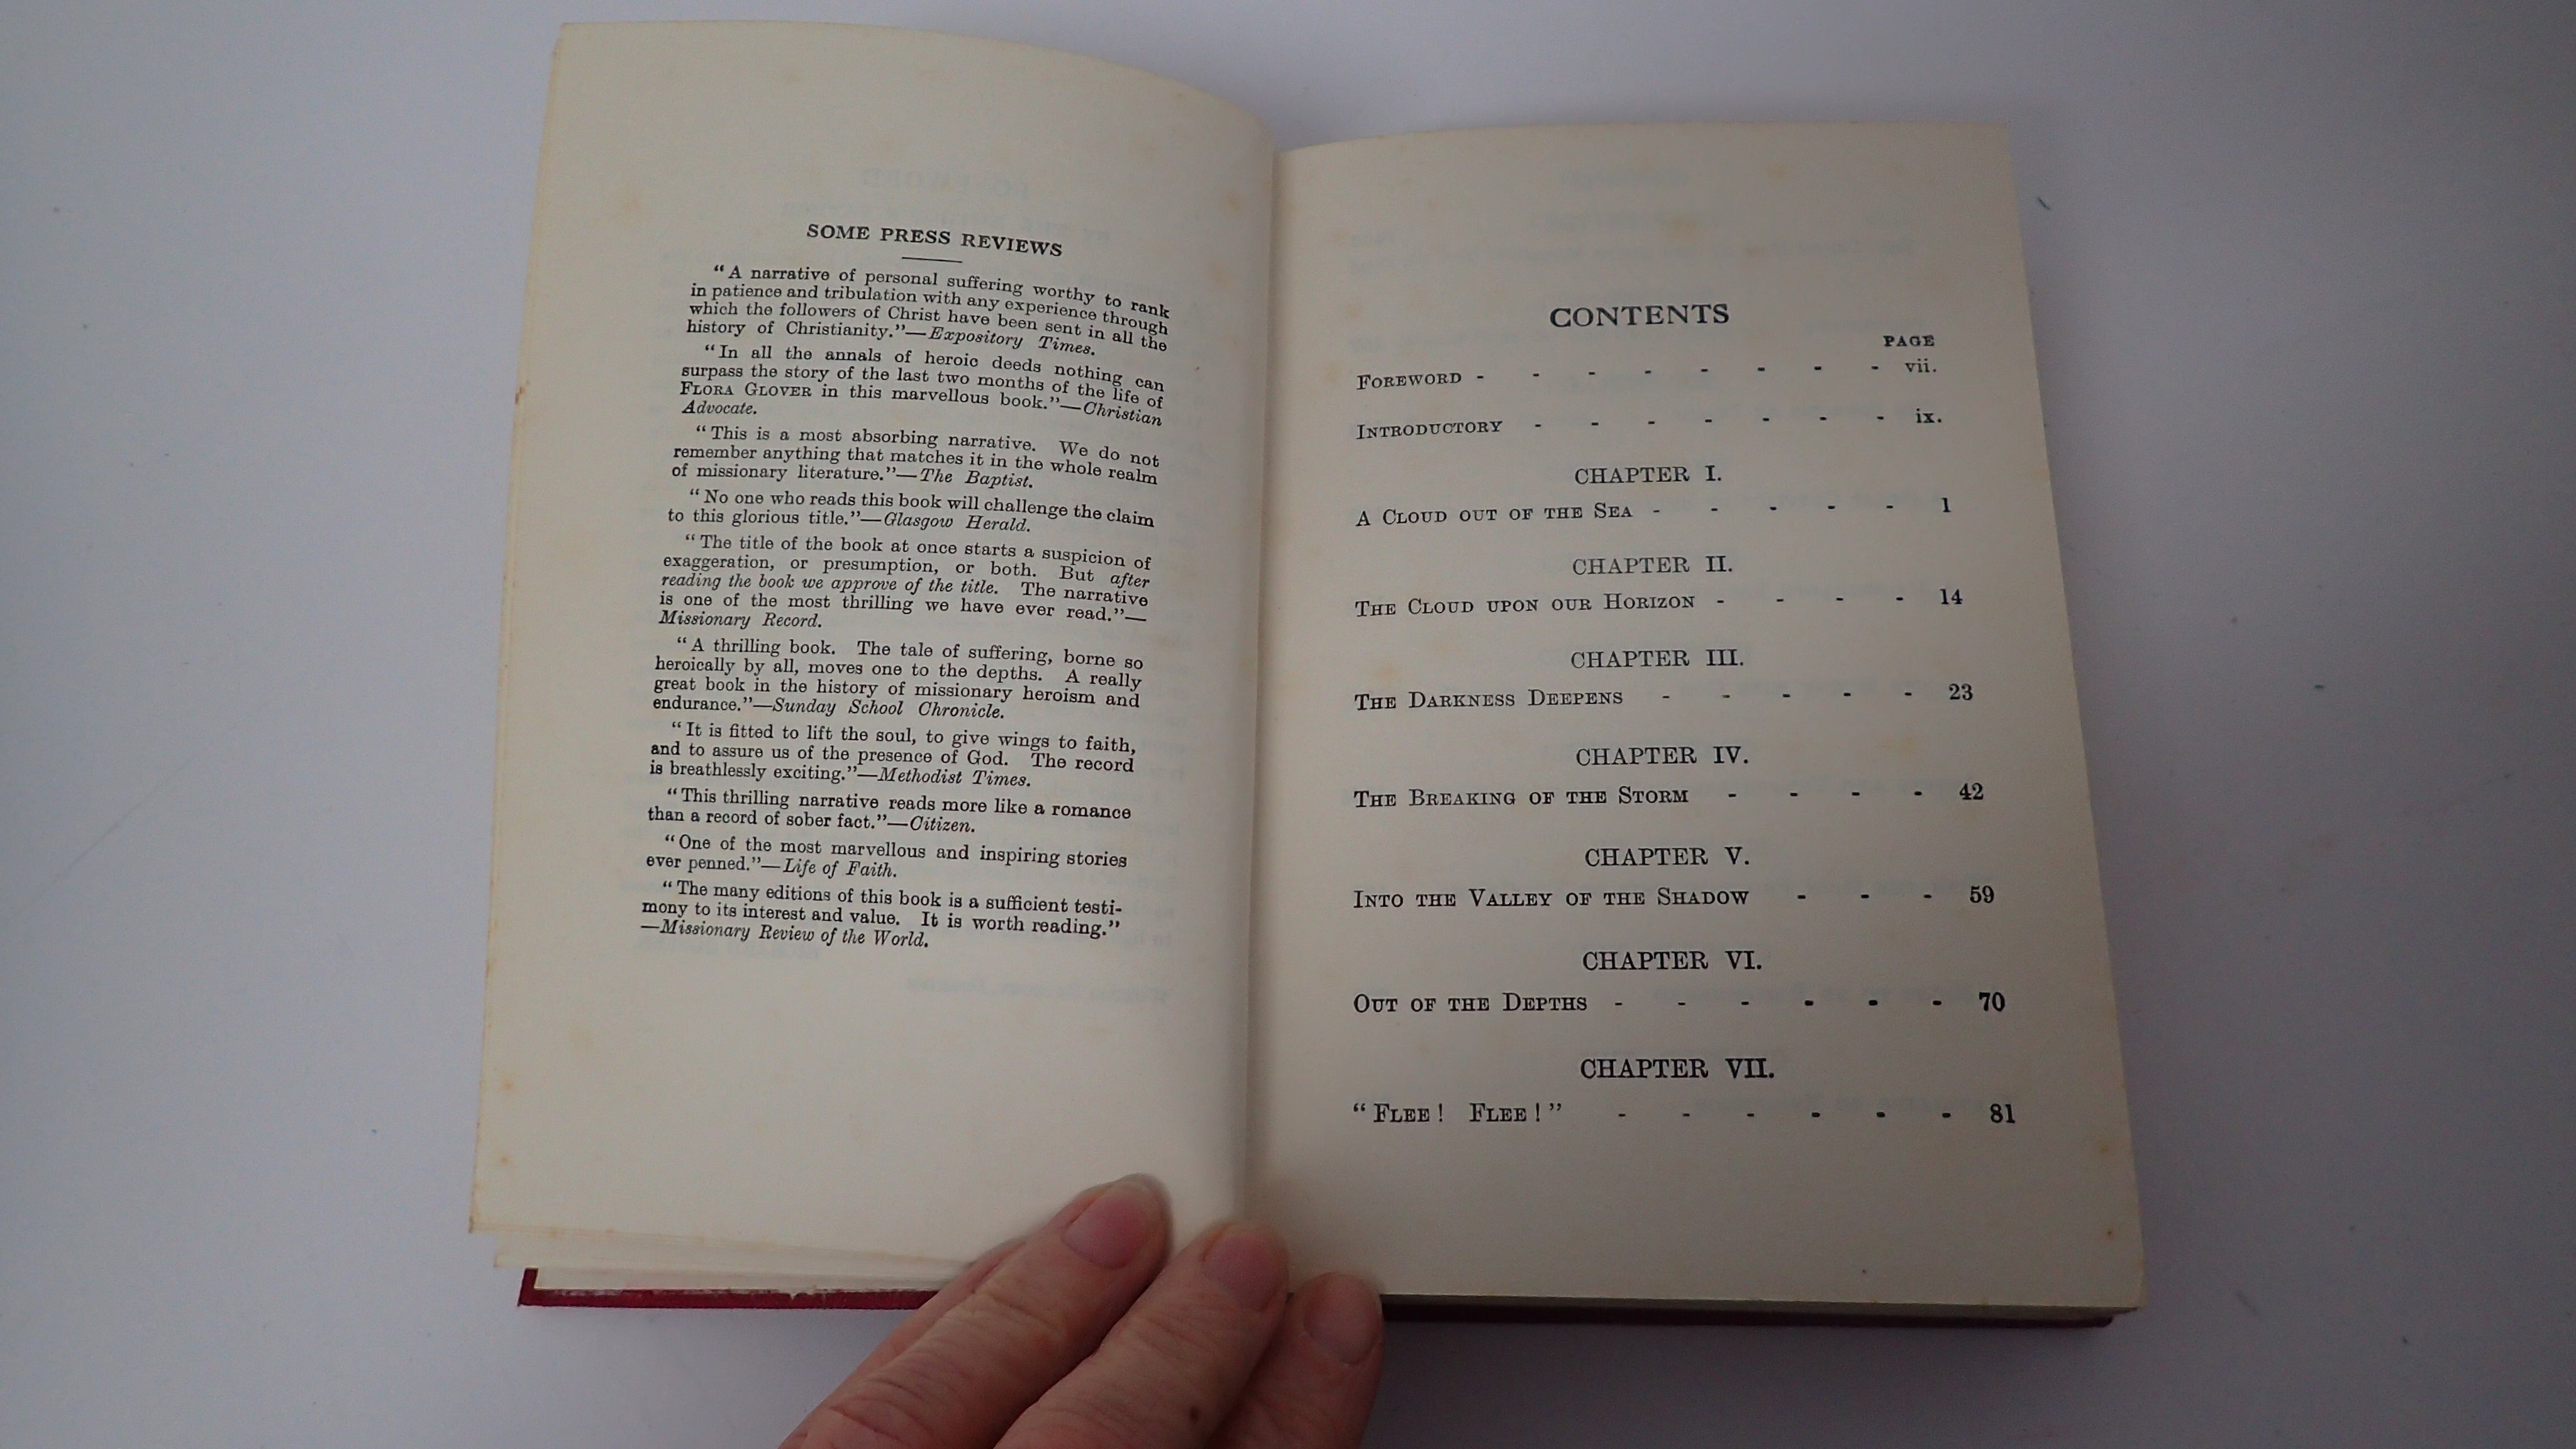 SOME PRESS REVIEWS
“A narrative of personal suffering worthy to rank
in patience and tribulation with any experience through
which the followers of Christ have been sent in all the
history of Christianity.”—Expository Times.
“In all the annals of heroic deeds nothing can
surpass the story of the last two months of the life of
FLORA GLOVER in this marvellous book.”—Christian
Advocate.
“This is a most absorbing narrative. We do not
remember anything that matches it in the whole realm
of missionary literature.”—The Baptist.
“No one who reads this book will challenge the claim
to this glorious title.”—Glasgow Herald.
“The title of the book at once starts a suspicion of
exaggeration, or presumption, or both. But after
reading the book we approve of the title. The narrative
is one of the most thrilling we have ever read.”—
Missionary Record.
“A thrilling book. The tale of suffering, borne so
heroically by all, moves one to the depths. A really
great book in the history of missionary heroism and
endurance.”—Sunday School Chronicle.
“It is fitted to lift the soul, to give wings to faith,
and to assure us of the presence of God. The record
is breathlessly exciting.”—Methodist Times.
“This thrilling narrative reads more like a romance
than a record of sober fact.”—Citizen.
“One of the most marvellous and inspiring stories
ever penned.”—Life of Faith.
“The many editions of this book is a sufficient testi-
mony to its interest and value. It is worth reading.”
—Missionary Review of the World.
CONTENTS
PAGE
FOREWORD - - - - - - - - vii.
INTRODUCTORY - - - - - - - ix.
CHAPTER I.
A CLOUD OUT OF THE SEA - - - - - 1
CHAPTER II.
THE CLOUD UPON OUR HORIZON - - - - 14
CHAPTER III.
THE DARKNESS DEEPENS - - - - - 23
CHAPTER IV.
THE BREAKING OF THE STORM - - - - 42
CHAPTER V.
INTO THE VALLEY OF THE SHADOW - - - 59
CHAPTER VI.
OUT OF THE DEPTHS - - - - - - 70
CHAPTER VII.
“FLEE! FLEE!” - - - - - - 81